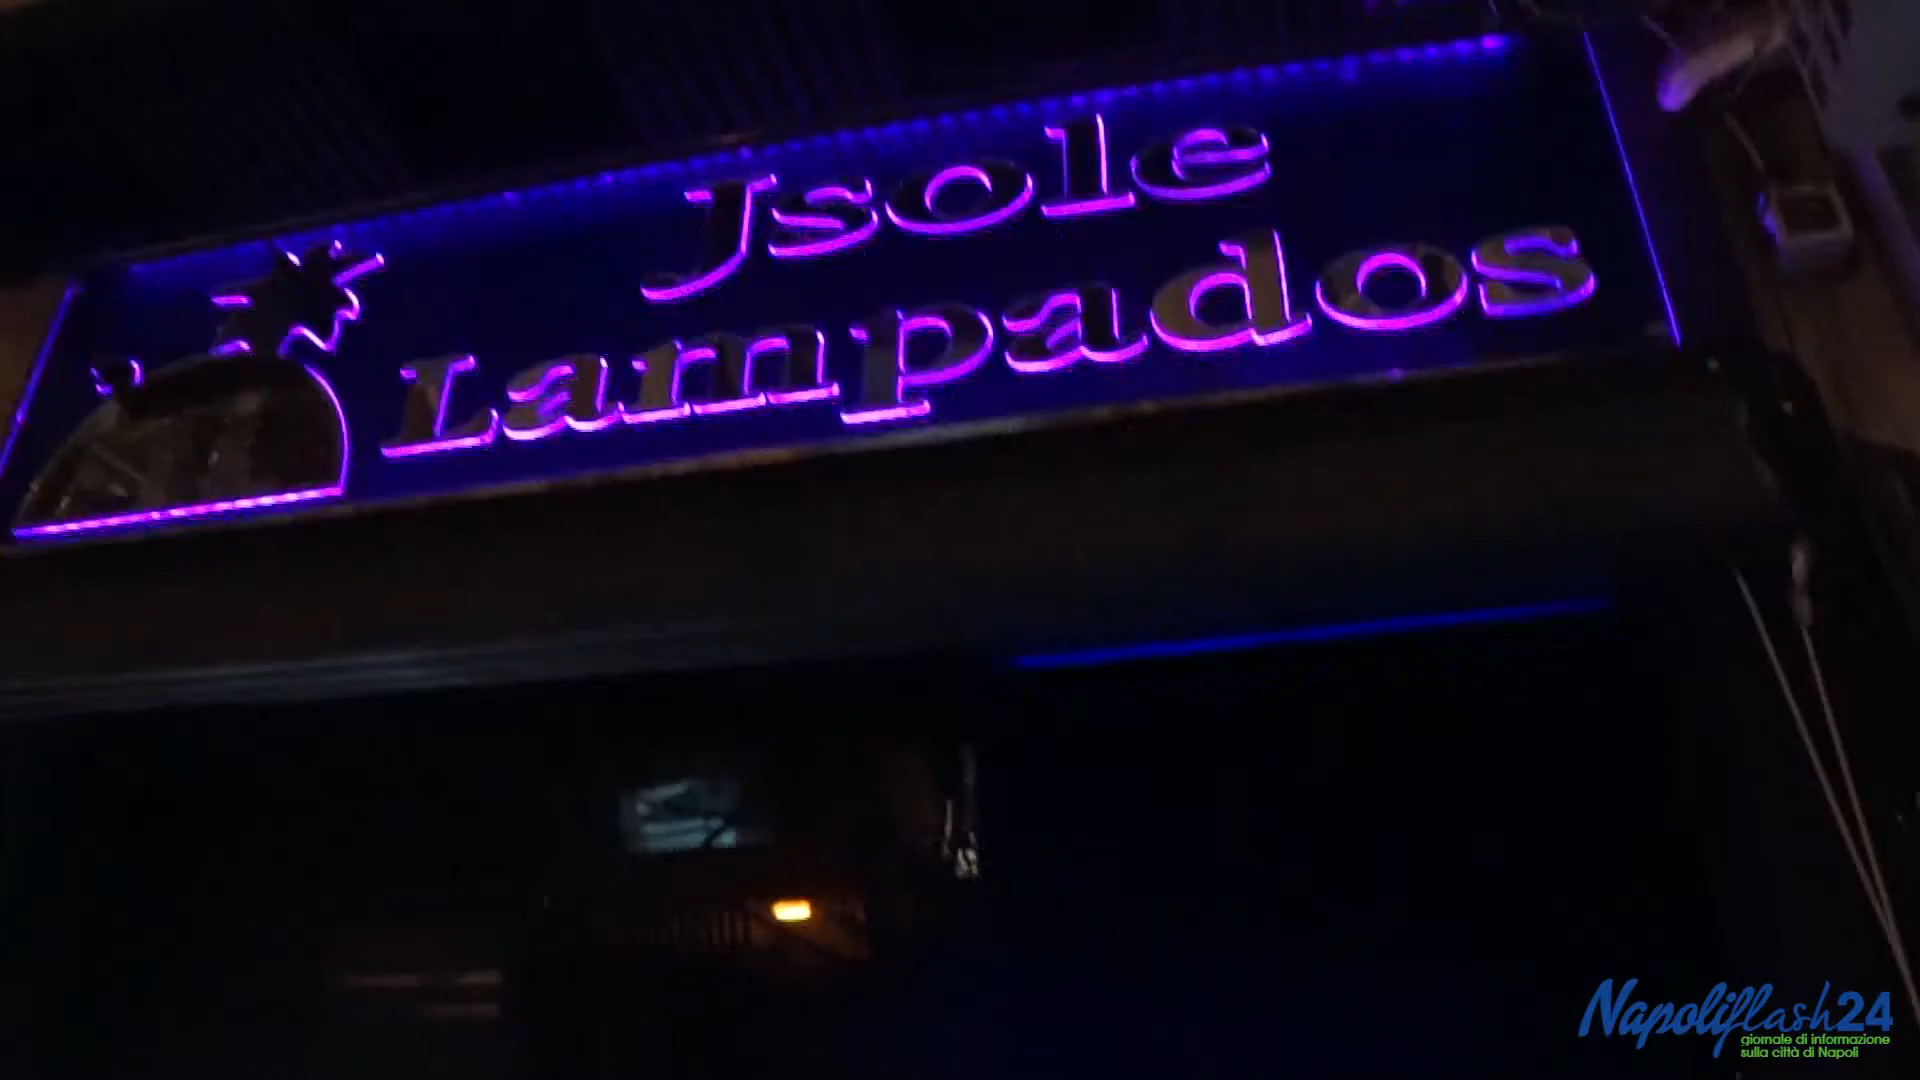 Jsole
Lampados
Napoliflash24
giornale di informazione
sulla città di Napoli